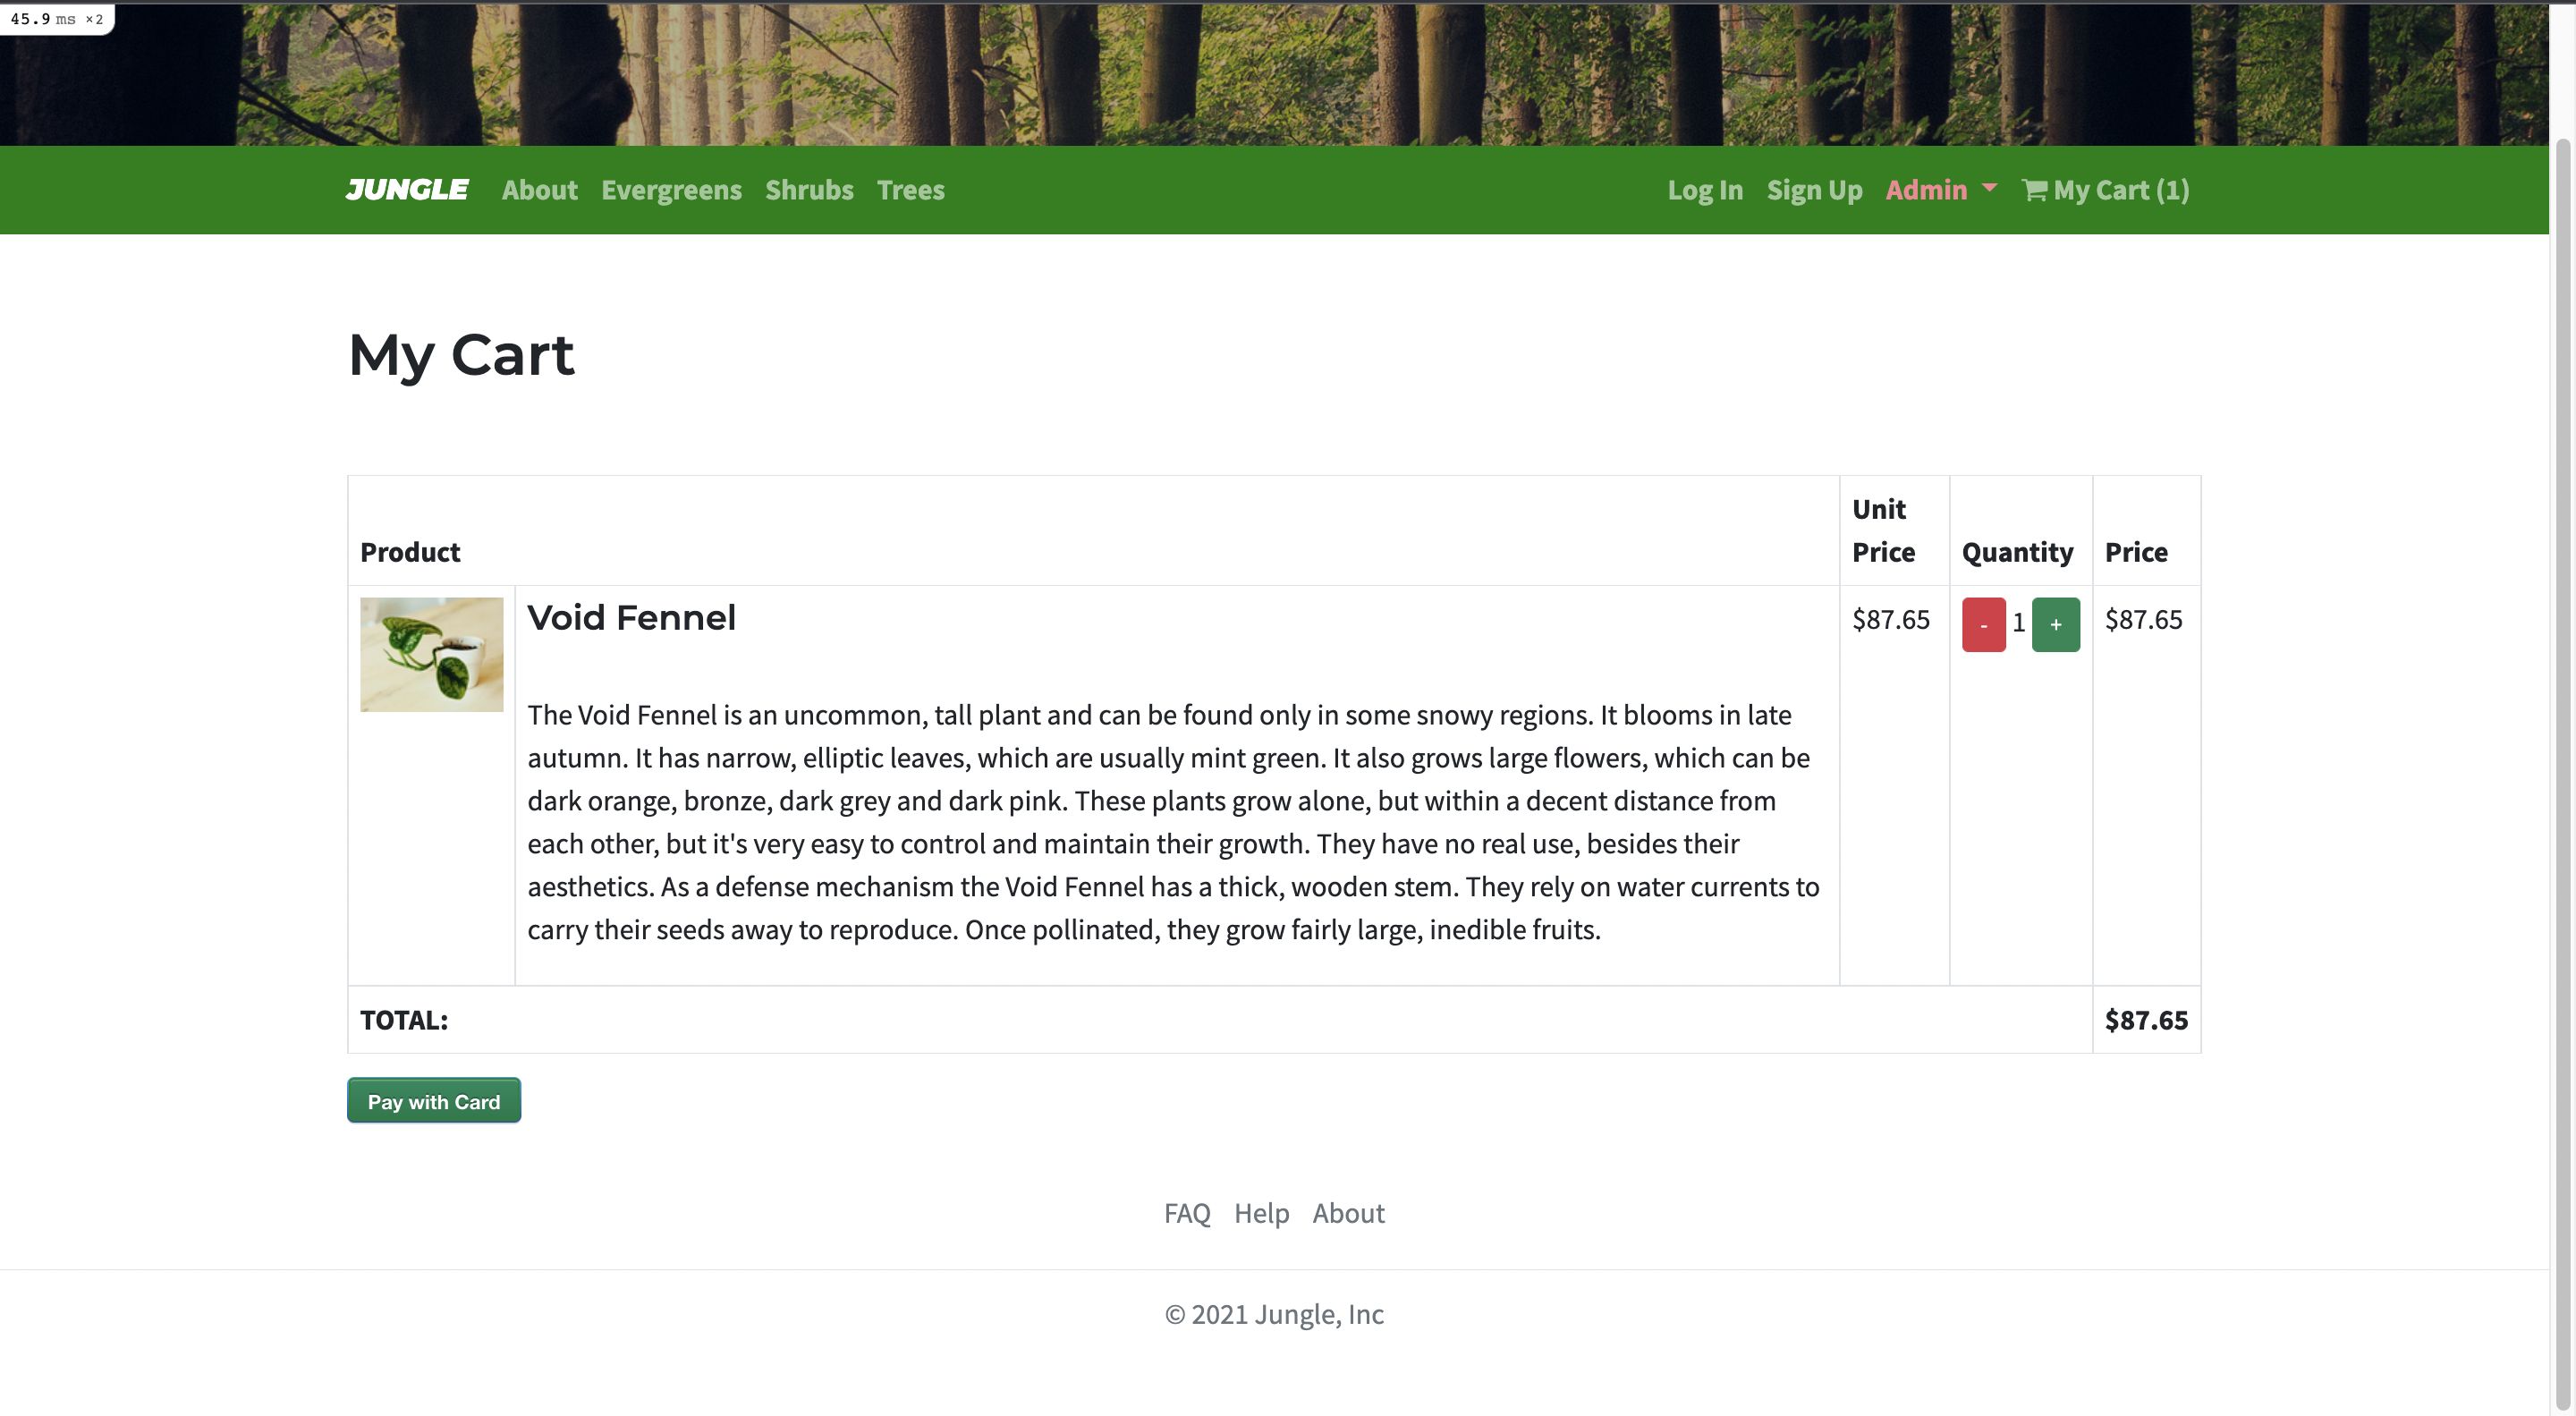 45.9 ms ×2
JUNGLE About Evergreens Shrubs Trees Log In Sign Up Admin My Cart (1)
My Cart
Product Unit Price Quantity Price
Void Fennel $87.65 - 1 + $87.65
The Void Fennel is an uncommon, tall plant and can be found only in some snowy regions. It blooms in late
autumn. It has narrow, elliptic leaves, which are usually mint green. It also grows large flowers, which can be
dark orange, bronze, dark grey and dark pink. These plants grow alone, but within a decent distance from
each other, but it's very easy to control and maintain their growth. They have no real use, besides their
aesthetics. As a defense mechanism the Void Fennel has a thick, wooden stem. They rely on water currents to
carry their seeds away to reproduce. Once pollinated, they grow fairly large, inedible fruits.
TOTAL: $87.65
Pay with Card
FAQ Help About
© 2021 Jungle, Inc